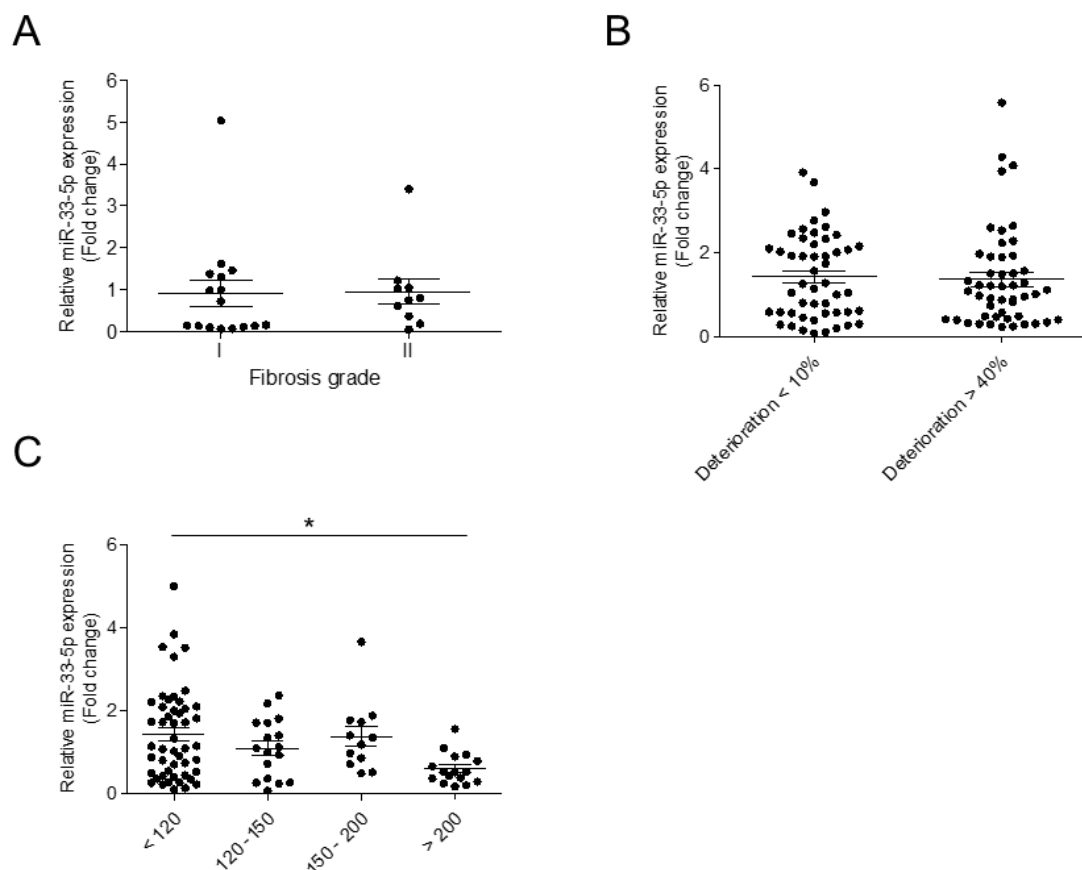 A
Relative miR-33-5p expression
(Fold change)
6
5
4
3
2
1
0
I
II
Fibrosis grade
B
Relative miR-33-5p expression
(Fold change)
6
4
2
0
Deterioration < 10%
Deterioration > 40%
C
*
Relative miR-33-5p expression
(Fold change)
6
4
2
0
< 120
120-150
150 - 200
> 200